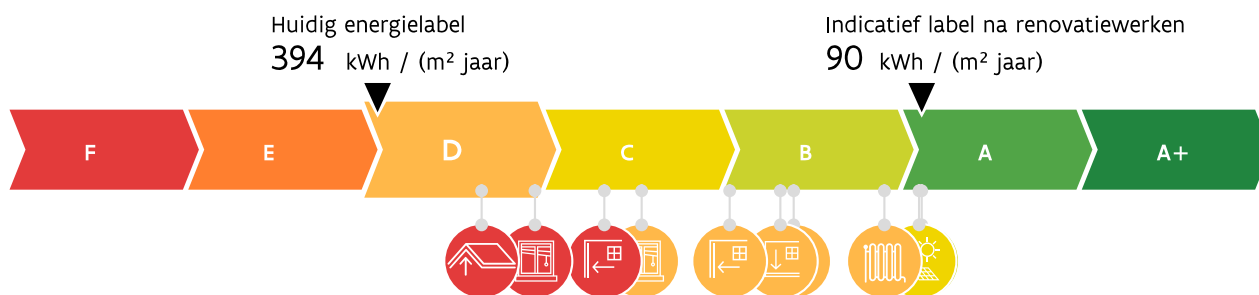 Huidig energielabel
394 kWh / (m² jaar)
Indicatief label na renovatiewerken
90 kWh / (m² jaar)
F E D C B A A+